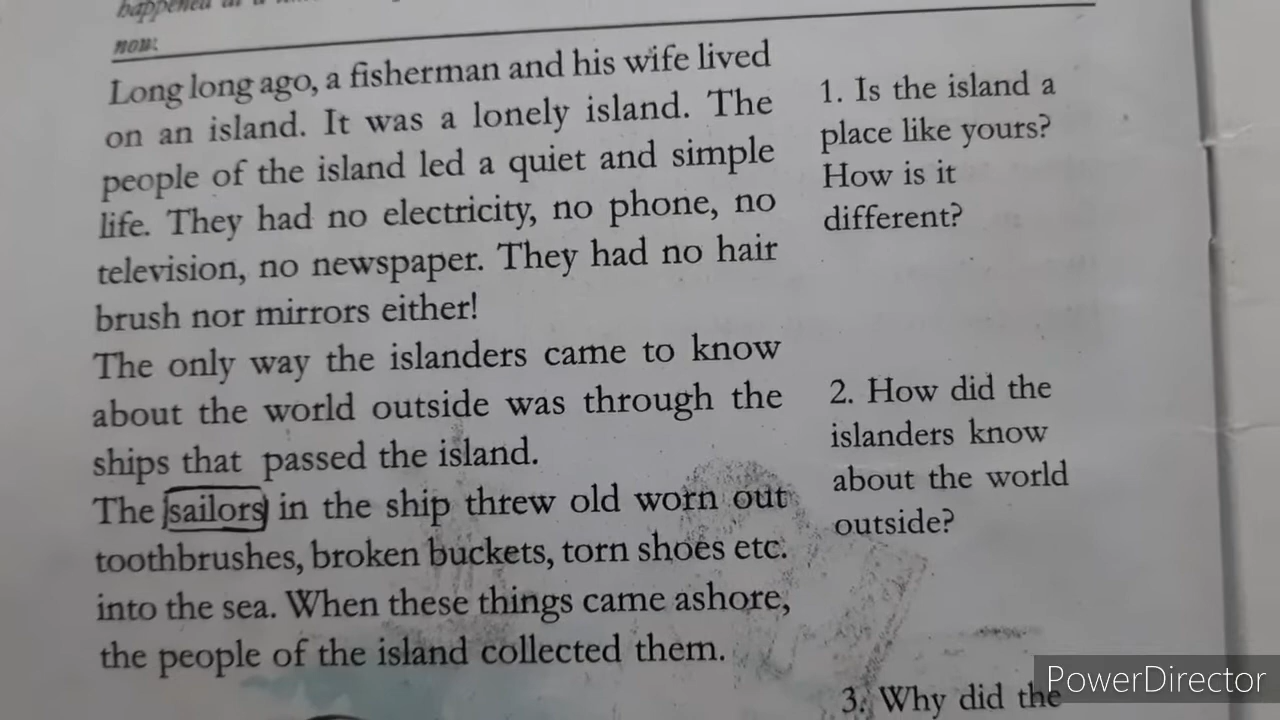 happened
now:
Long long ago, a fisherman and his wife lived
on an island. It was a lonely island. The
people of the island led a quiet and simple
life. They had no electricity, no phone, no
television, no newspaper. They had no hair
brush nor mirrors either!
The only way the islanders came to know
about the world outside was through the
ships that passed the island.
The sailors in the ship threw old worn out
toothbrushes, broken buckets, torn shoes etc.
into the sea. When these things came ashore,
the people of the island collected them.
1. Is the island a
place like yours?
How is it
different?
2. How did the
islanders know
about the world
outside?
3. Why did the
PowerDirector